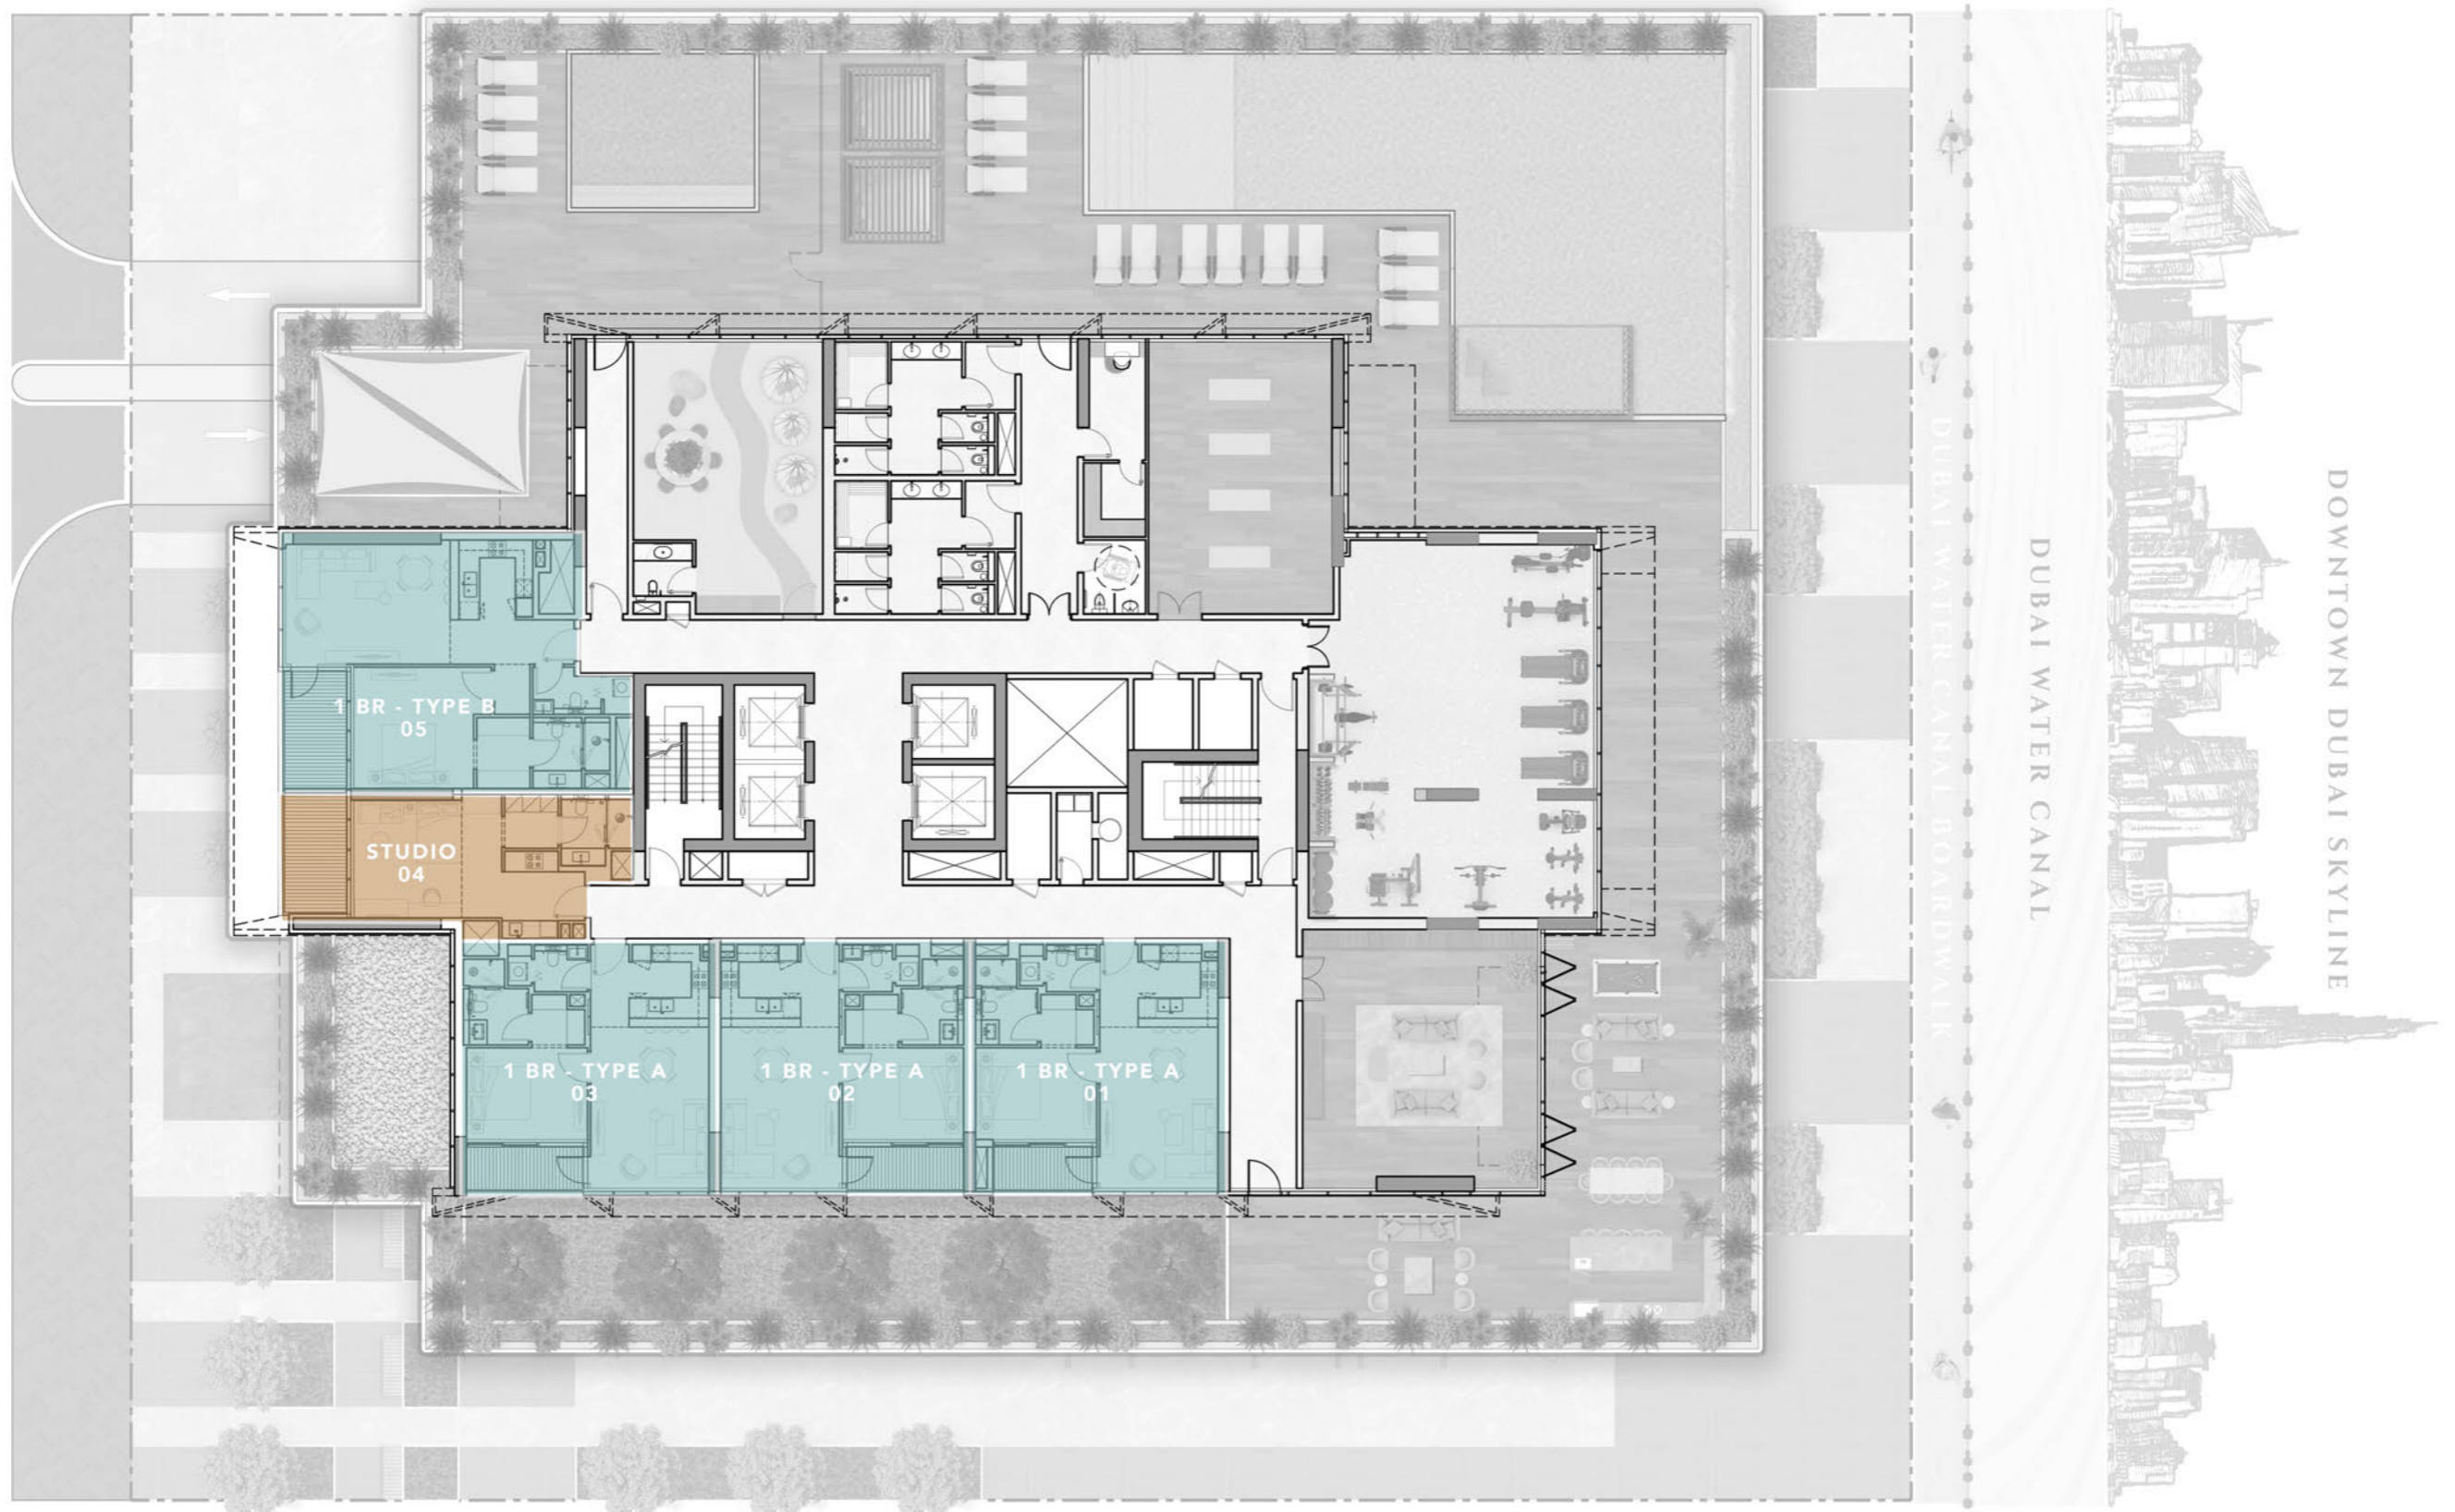 1 BR - TYPE B
05
STUDIO
04
1 BR - TYPE A
03
1 BR - TYPE A
02
1 BR - TYPE A
01
DUBAI WATER CANAL BOARDWALK
DUBAI WATER CANAL
DOWNTOWN DUBAI SKYLINE